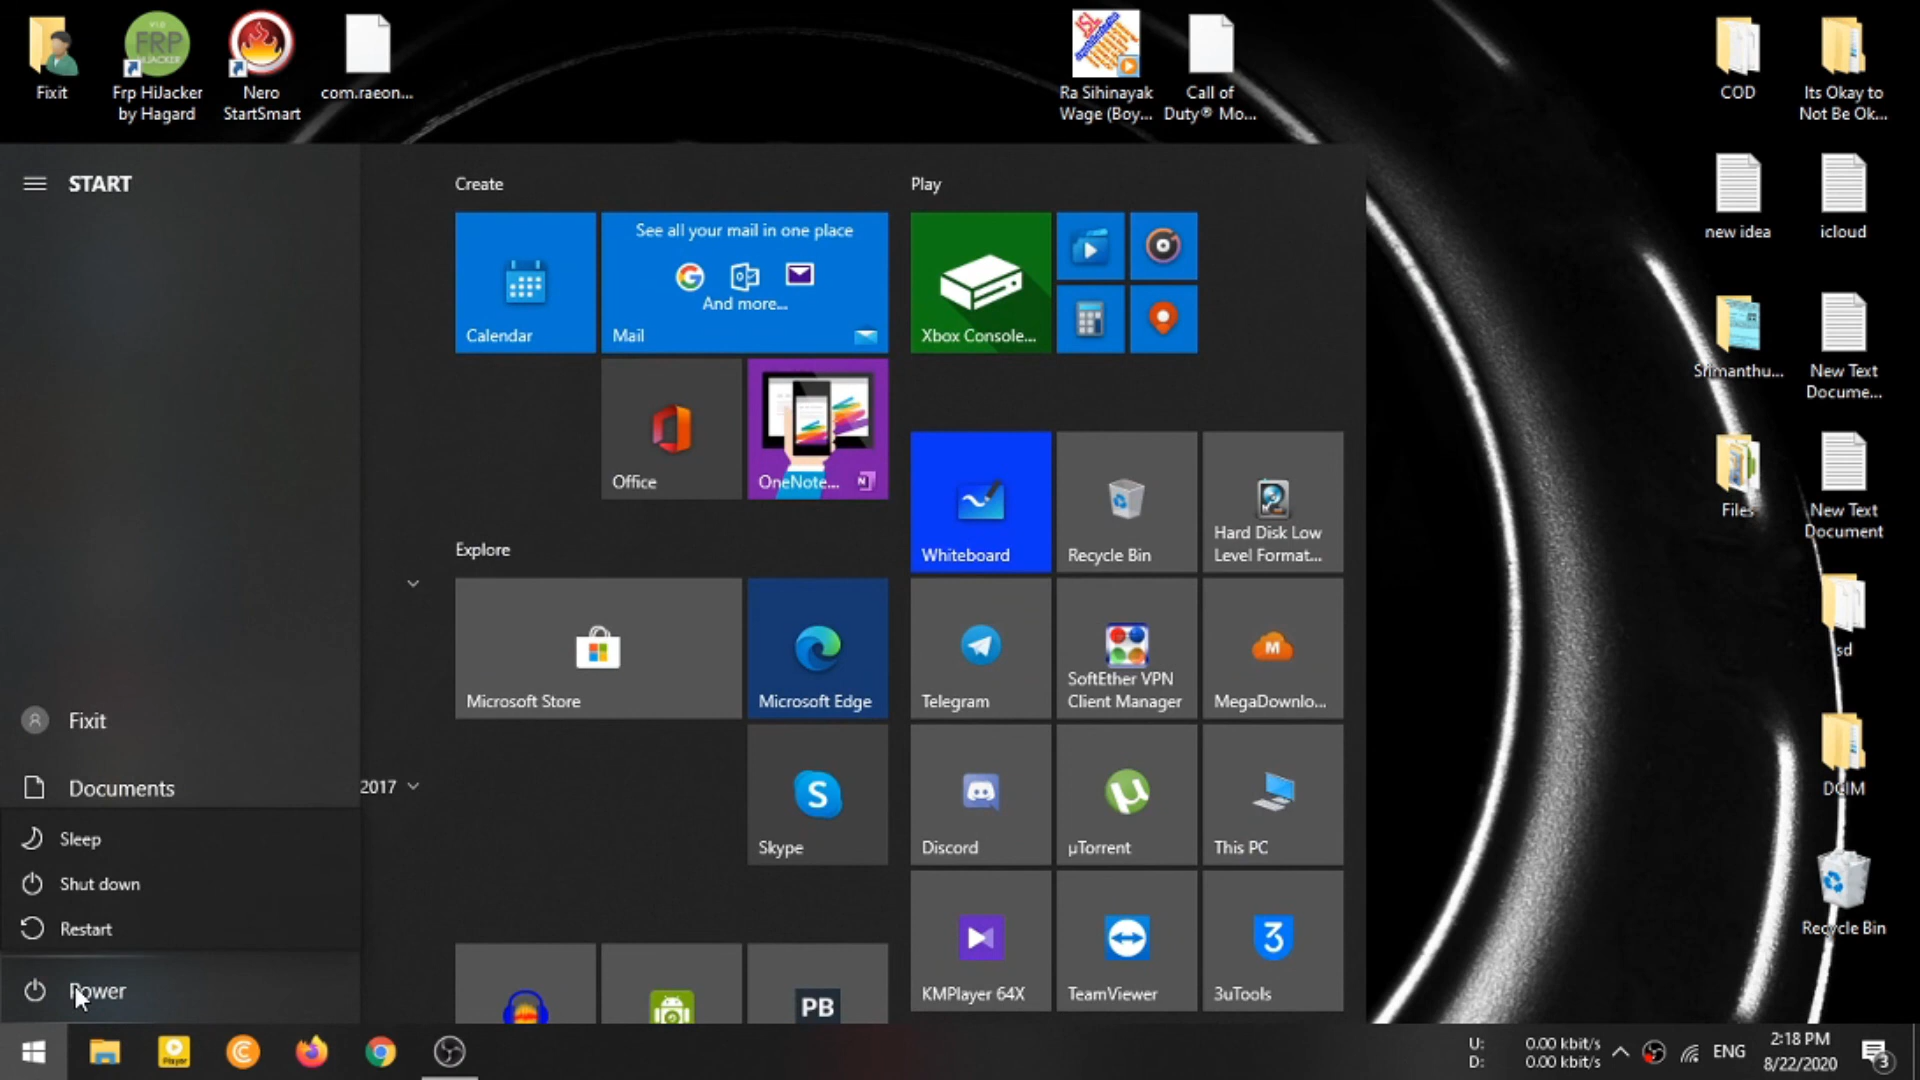 Fixit
Frp HiJacker
by Hagard
Nero
StartSmart
com.raeon...
Ra Sihinayak
Wage (Boy...
Call of
Duty® Mo...
COD
Its Okay to
Not Be Ok...
new idea
icloud
Srimanthu...
New Text
Docume...
Files
New Text
Document
sd
DCIM
Recycle Bin
START
Fixit
Documents
Sleep
Shut down
Restart
Power
2017
Create
Calendar
See all your mail in one place
And more...
Mail
Office
OneNote...
Explore
Microsoft Store
Microsoft Edge
Skype
PB
Play
Xbox Console...
Whiteboard
Recycle Bin
Hard Disk Low
Level Format...
Telegram
SoftEther VPN
Client Manager
MegaDownlo...
Discord
µTorrent
This PC
KMPlayer 64X
TeamViewer
3
3uTools
Player
U: 0.00 kbit/s
D: 0.00 kbit/s
ENG
2:18 PM
8/22/2020
3